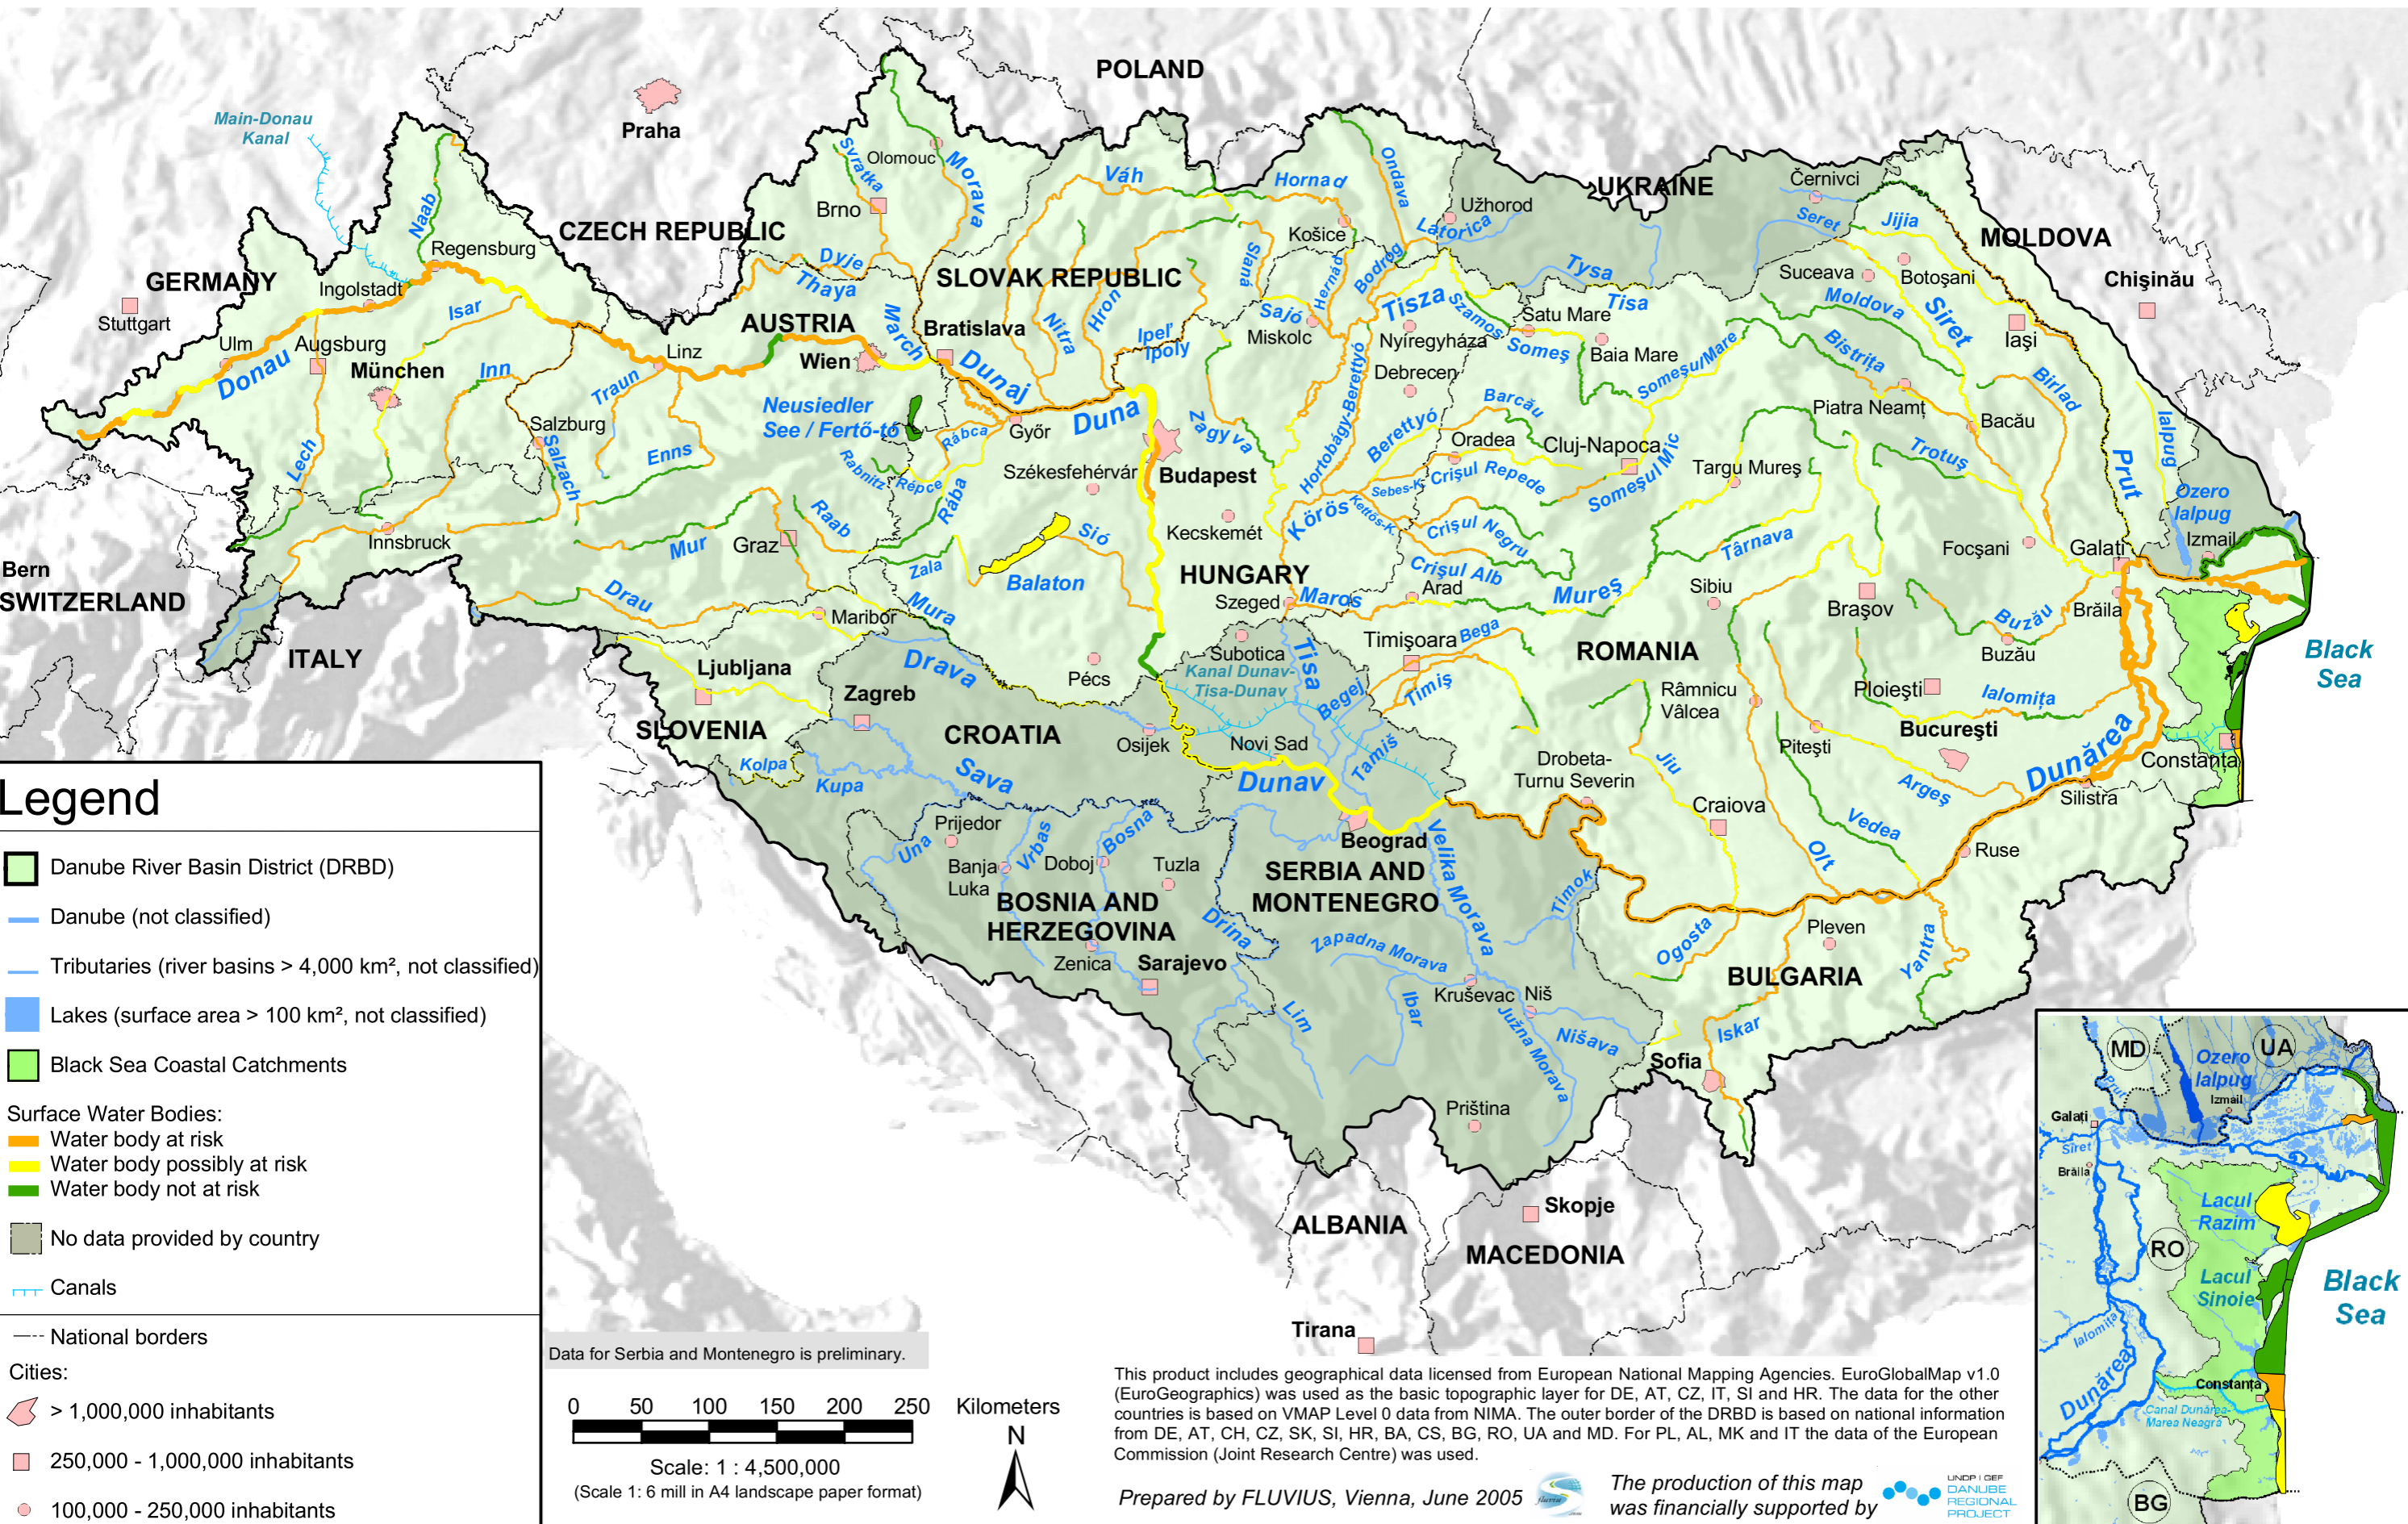 POLAND
Main-Donau
Kanal
Praha
Olomouc
Svratka
Morava
Váh
Hornad
Ondava
Užhorod
UKRAINE
Černivci
Naab
Brno
CZECH REPUBLIC
Regensburg
Košice
Latorica
Seret
Jijia
MOLDOVA
GERMANY
Ingolstadt
Dyje
Thaya
SLOVAK REPUBLIC
Slaná
Hernád
Bodrog
Tysa
Suceava
Botoşani
Chişinău
Stuttgart
Isar
March
Nitra
Hron
Ipeľ
Ipoly
Sajó
Miskolc
Tisza
Szamos
Tisa
Moldova
Siret
Ulm
Augsburg
AUSTRIA
Bratislava
Satu Mare
Nyíregyháza
Someş
Baia Mare
Iaşi
Donau
München
Inn
Linz
Wien
Dunaj
Debrecen
Someşul Mare
Bistriţa
Birlad
Traun
Neusiedler
See / Fertő-tó
Duna
Zagyva
Hortobágy-Berettyó
Barcău
Piatra Neamţ
Bacău
Ialpug
Salzburg
Rábca
Győr
Berettyó
Oradea
Cluj-Napoca
Trotuş
Prut
Lech
Salzach
Enns
Rabnitz
Répce
Rába
Székesfehérvár
Budapest
Sebes-K.
Crişul Repede
Someşul Mic
Targu Mureş
Ozero
Ialpug
Innsbruck
Mur
Graz
Raab
Sió
Kecskemét
Körös
Kettös-K.
Crişul Negru
Târnava
Focşani
Galaţi
Izmail
Bern
SWITZERLAND
Zala
Balaton
HUNGARY
Crişul Alb
Arad
Mureş
Sibiu
Braşov
Brăila
Drau
Maribor
Mura
Szeged
Maros
Buzău
ITALY
Ljubljana
Drava
Pécs
Subotica
Tisa
Timişoara
Bega
ROMANIA
Buzău
Black
Sea
Zagreb
Kanal Dunav-
Tisa-Dunav
Begej
Timiş
Râmnicu
Vâlcea
Ploieşti
Ialomiţa
SLOVENIA
CROATIA
Osijek
Novi Sad
Piteşti
Bucureşti
Dunărea
Constanţa
Kolpa
Kupa
Sava
Dunav
Tamiš
Drobeta-
Turnu Severin
Jiu
Argeş
Silistra
Craiova
Vedea
Prijedor
Una
Vrbas
Bosna
Beograd
Velika Morava
Banja
Luka
Doboj
Tuzla
SERBIA AND
MONTENEGRO
Timok
Olt
Ruse
BOSNIA AND
HERZEGOVINA
Drina
Zapadna Morava
Ogosta
Pleven
Yantra
Zenica
Sarajevo
BULGARIA
Lim
Ibar
Kruševac
Niš
Južna Morava
Nišava
Iskar
Sofia
Priština
Skopje
ALBANIA
MACEDONIA
Tirana
Legend
Danube River Basin District (DRBD)
Danube (not classified)
Tributaries (river basins > 4,000 km², not classified)
Lakes (surface area > 100 km², not classified)
Black Sea Coastal Catchments
Surface Water Bodies:
Water body at risk
Water body possibly at risk
Water body not at risk
No data provided by country
Canals
National borders
Cities:
> 1,000,000 inhabitants
250,000 - 1,000,000 inhabitants
100,000 - 250,000 inhabitants
Data for Serbia and Montenegro is preliminary.
0 50 100 150 200 250 Kilometers
N
Scale: 1 : 4,500,000
(Scale 1: 6 mill in A4 landscape paper format)
This product includes geographical data licensed from European National Mapping Agencies. EuroGlobalMap v1.0
(EuroGeographics) was used as the basic topographic layer for DE, AT, CZ, IT, SI and HR. The data for the other
countries is based on VMAP Level 0 data from NIMA. The outer border of the DRBD is based on national information
from DE, AT, CH, CZ, SK, SI, HR, BA, CS, BG, RO, UA and MD. For PL, AL, MK and IT the data of the European
Commission (Joint Research Centre) was used.
Prepared by FLUVIUS, Vienna, June 2005
fluvius
The production of this map
was financially supported by
UNDP | GEF
DANUBE
REGIONAL
PROJECT
MD
UA
Ozero
Ialpug
Izmail
Prut
Galaţi
Siret
Brăila
Lacul
Razim
RO
Lacul
Sinoie
Black
Sea
Ialomiţa
Dunărea
Constanţa
Canal Dunărea-
Marea Neagră
BG